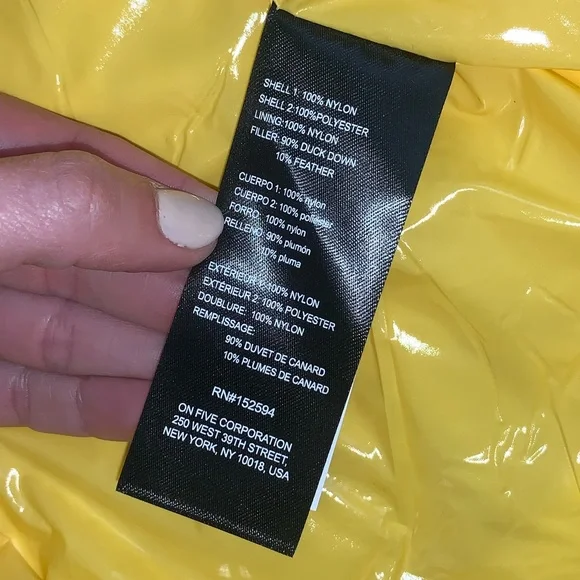 SHELL 1: 100% NYLON
SHELL 2:100%POLYESTER
LINING:100% NYLON
FILLER: 90% DUCK DOWN
10% FEATHER
CUERPO 1: 100% nylon
CUERPO 2: 100% poliéster
FORRO: 100% nylon
RELLENO: 90% plumón
10% pluma
EXTÉRIEUR 1: 100% NYLON
EXTÉRIEUR 2: 100% POLYESTER
DOUBLURE: 100% NYLON
REMPLISSAGE:
90% DUVET DE CANARD
10% PLUMES DE CANARD
RN#152594
ON FIVE CORPORATION
250 WEST 39TH STREET,
NEW YORK, NY 10018, USA